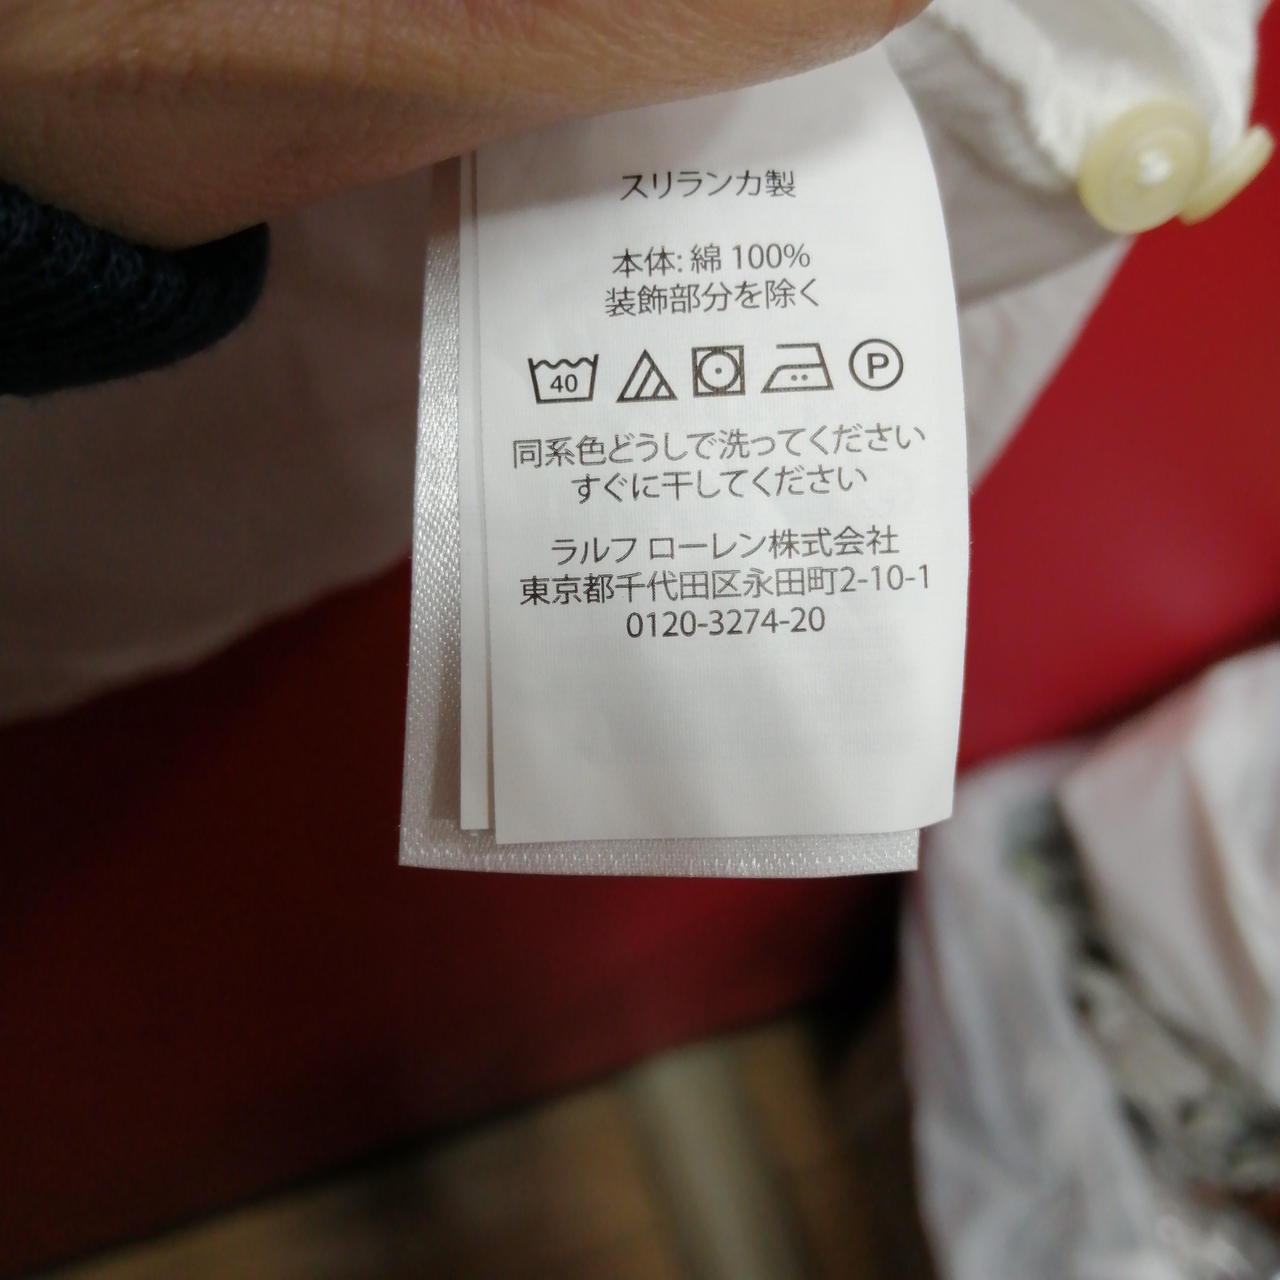 スリランカ製
本体: 綿 100%
装飾部分を除く
40
P
同系色どうしで洗ってください
すぐに干してください
ラルフ ローレン株式会社
東京都千代田区永田町2-10-1
0120-3274-20